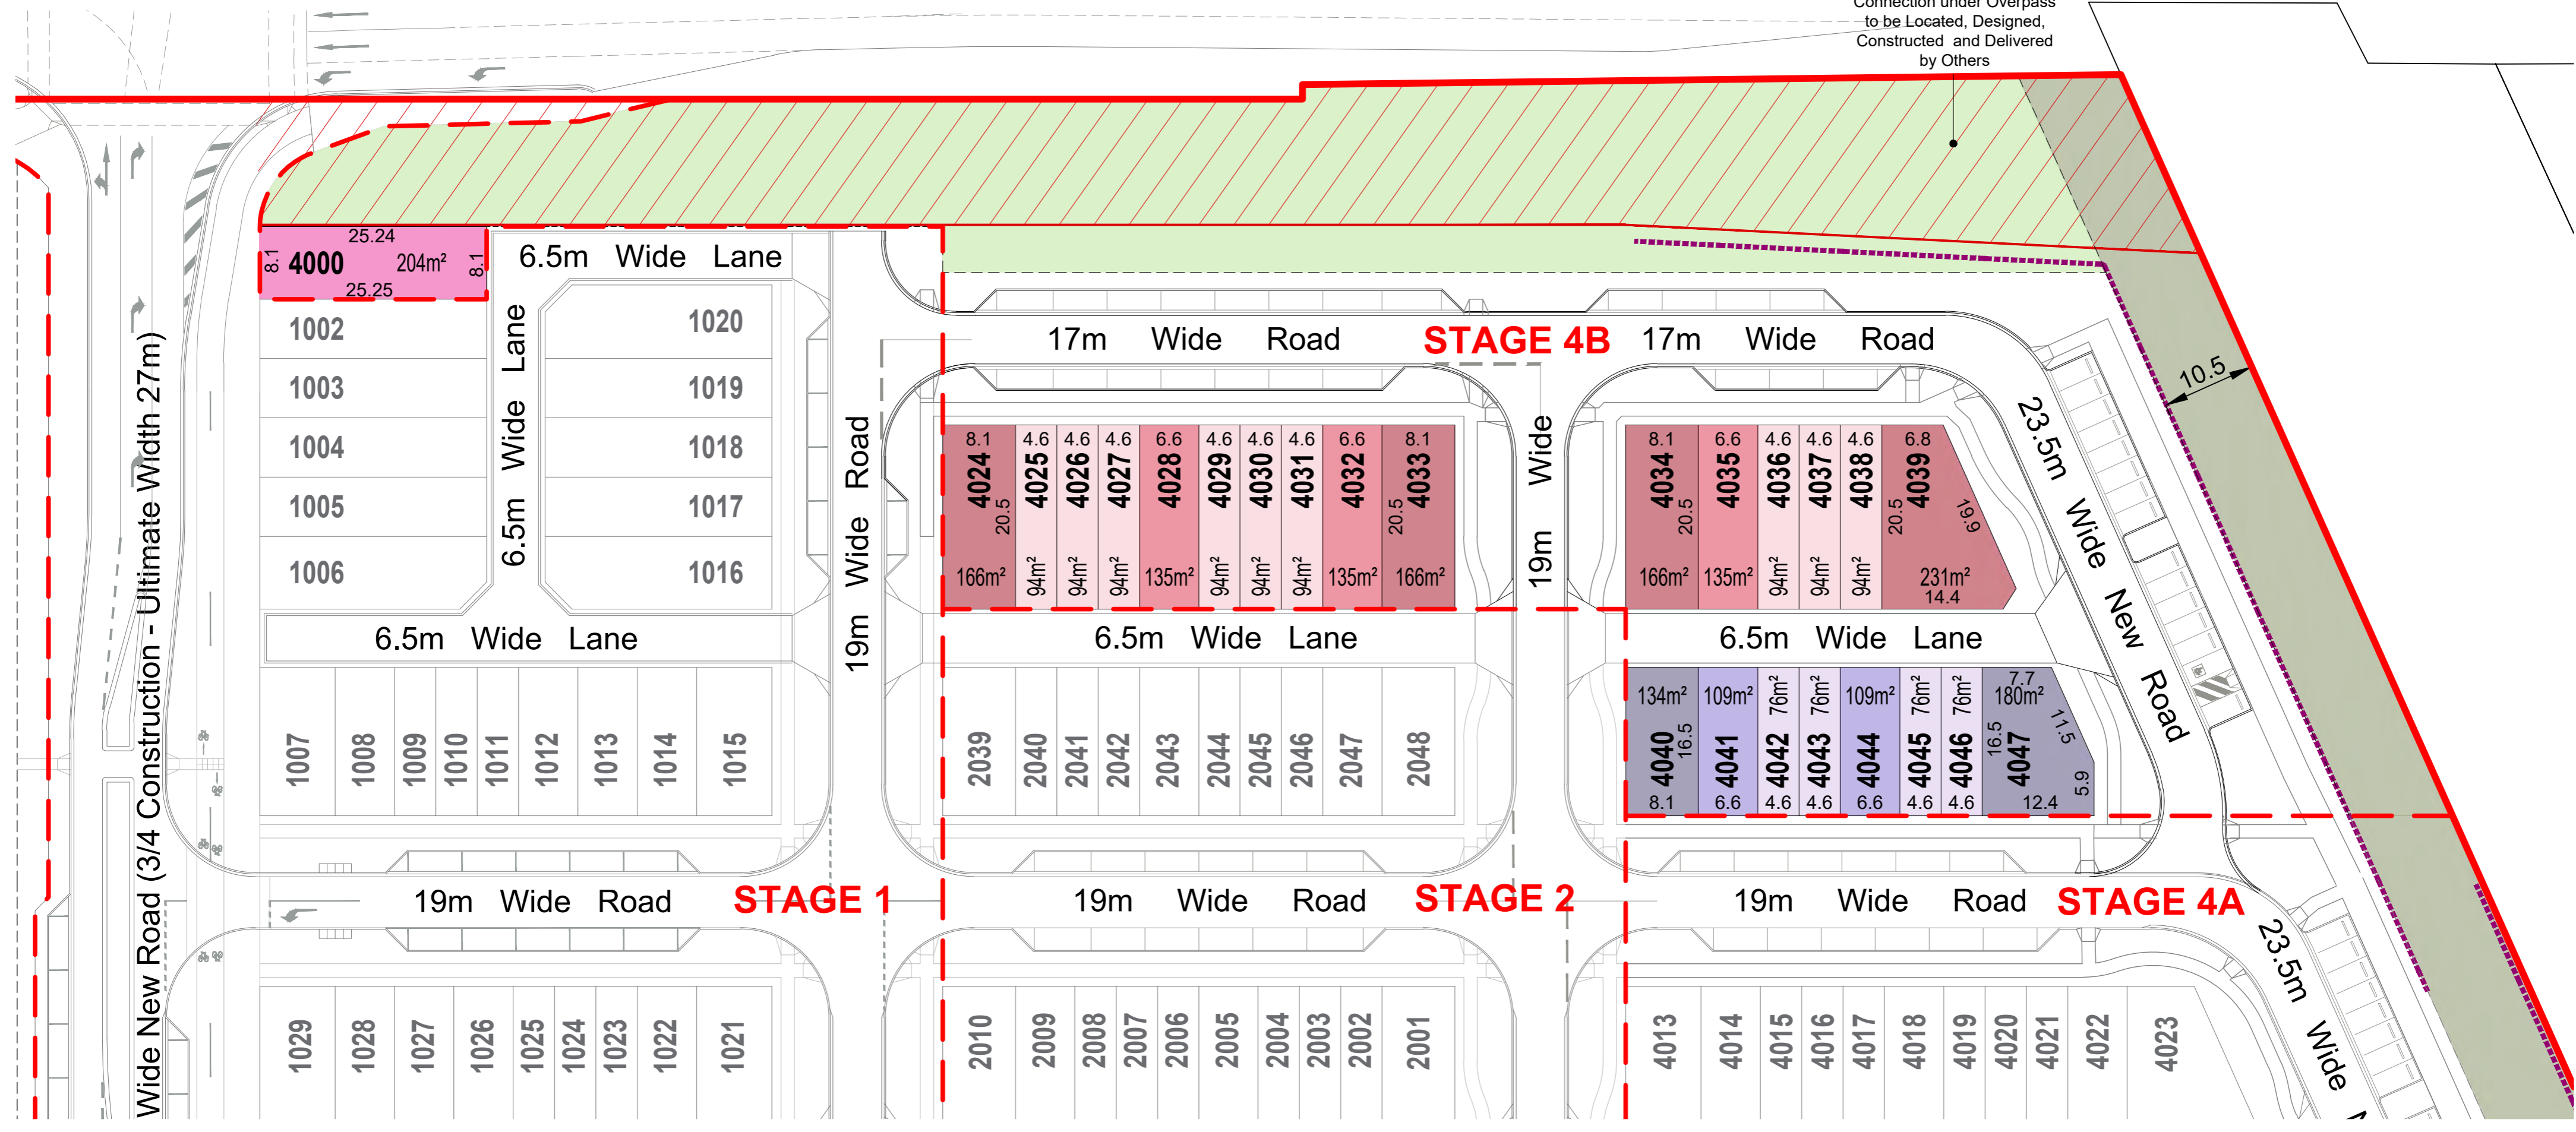 Connection under Overpass
to be Located, Designed,
Constructed and Delivered
by Others
25.24
8.1
4000
204m²
8.1
25.25
6.5m Wide Lane
1002
1003
1004
1005
1006
6.5m Wide Lane
1020
1019
1018
1017
1016
6.5m Wide Lane
19m Wide Road
Wide New Road (3/4 Construction - Ultimate Width 27m)
17m Wide Road
STAGE 4B
17m Wide Road
8.1
4.6
4.6
4.6
6.6
4.6
4.6
4.6
6.6
8.1
4024
4025
4026
4027
4028
4029
4030
4031
4032
4033
20.5
20.5
166m²
94m²
94m²
94m²
135m²
94m²
94m²
94m²
135m²
166m²
19m Wide
8.1
6.6
4.6
4.6
4.6
6.8
4034
4035
4036
4037
4038
4039
20.5
20.5
19.9
166m²
135m²
94m²
94m²
94m²
231m²
14.4
23.5m Wide New Road
10.5
6.5m Wide Lane
6.5m Wide Lane
134m²
109m²
76m²
76m²
109m²
76m²
76m²
7.7
180m²
4040
4041
4042
4043
4044
4045
4046
4047
16.5
16.5
11.5
5.9
8.1
6.6
4.6
4.6
6.6
4.6
4.6
12.4
1007
1008
1009
1010
1011
1012
1013
1014
1015
2039
2040
2041
2042
2043
2044
2045
2046
2047
2048
19m Wide Road
STAGE 1
19m Wide Road
STAGE 2
19m Wide Road
STAGE 4A
23.5m Wide N
1029
1028
1027
1026
1025
1024
1023
1022
1021
2010
2009
2008
2007
2006
2005
2004
2003
2002
2001
4013
4014
4015
4016
4017
4018
4019
4020
4021
4022
4023